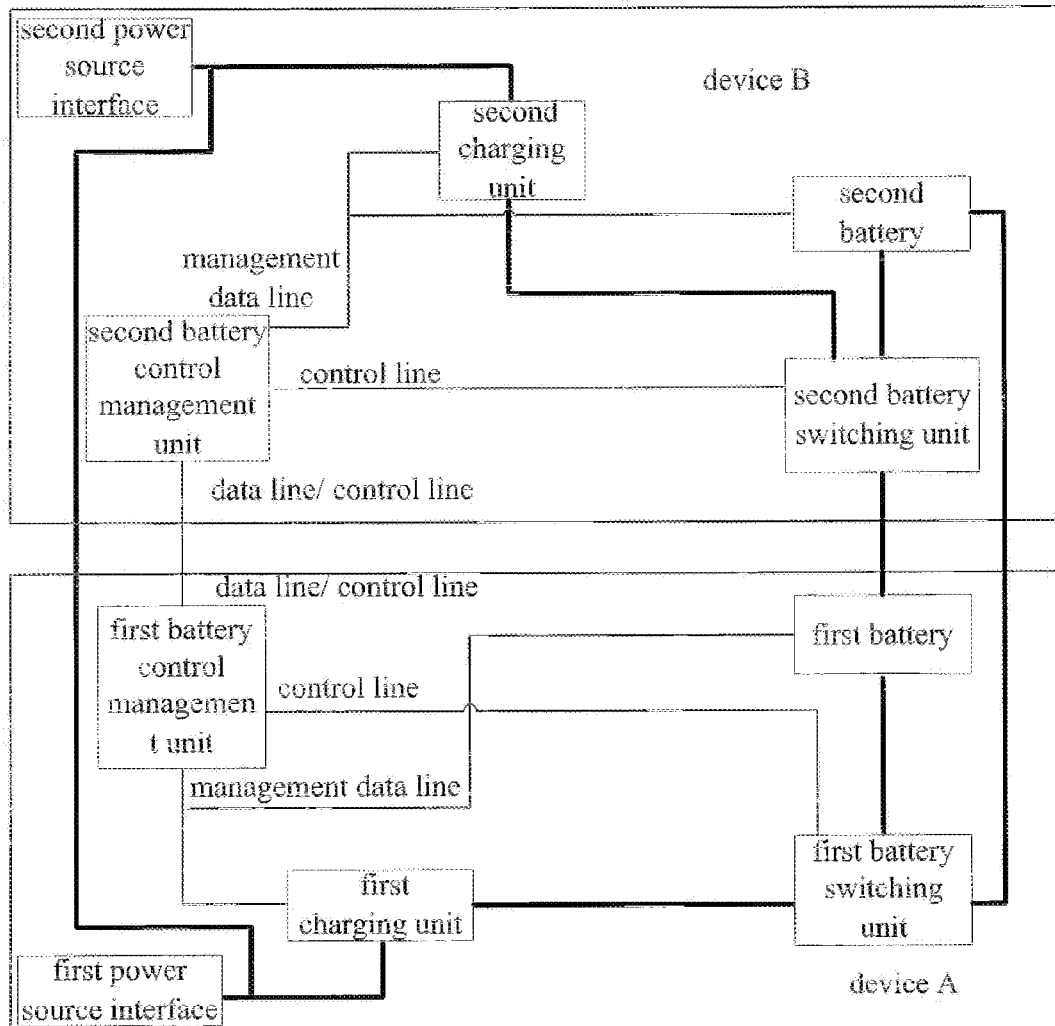 second power
source
interface
device B
second
charging
unit
second
battery
management
data line
second battery
control
management
unit
control line
second battery
switching unit
data line/ control line
data line/ control line
first battery
control
managemen
t unit
first battery
control line
management data line
first battery
switching
unit
first
charging unit
first power
source interface
device A